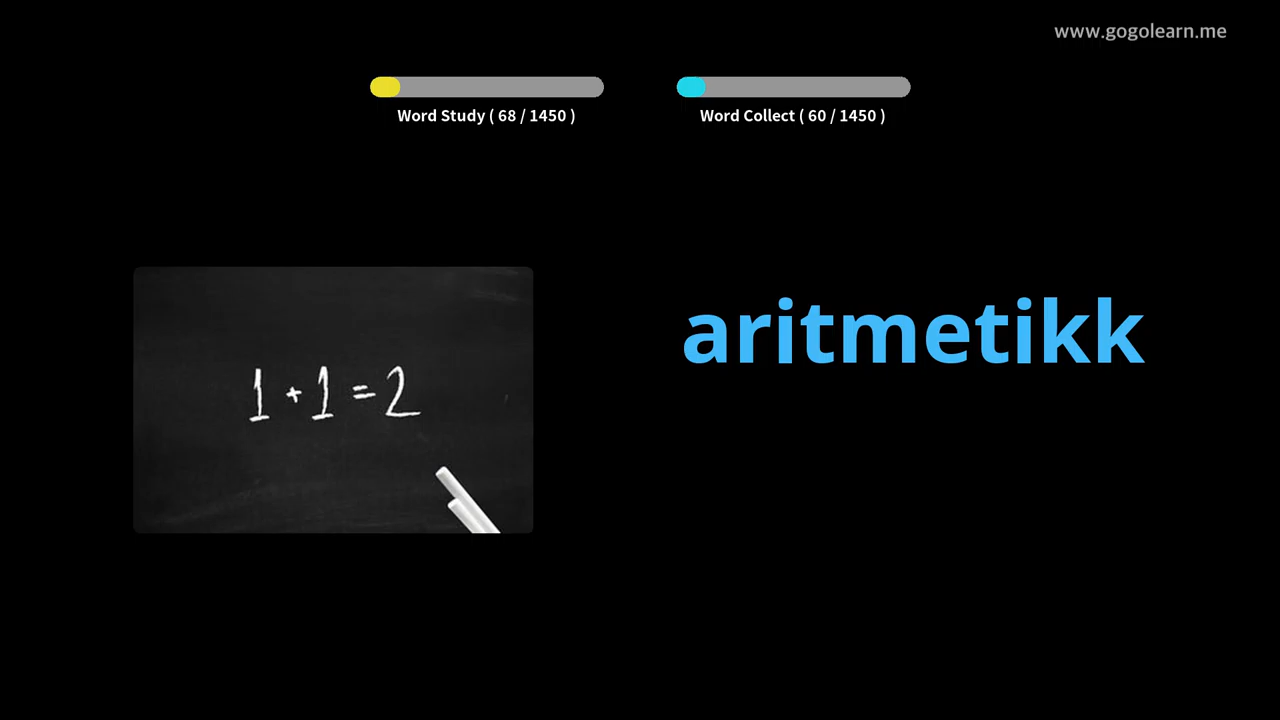 www.gogolearn.me
Word Study ( 68 / 1450 )
Word Collect ( 60 / 1450 )
1 + 1 = 2
aritmetikk